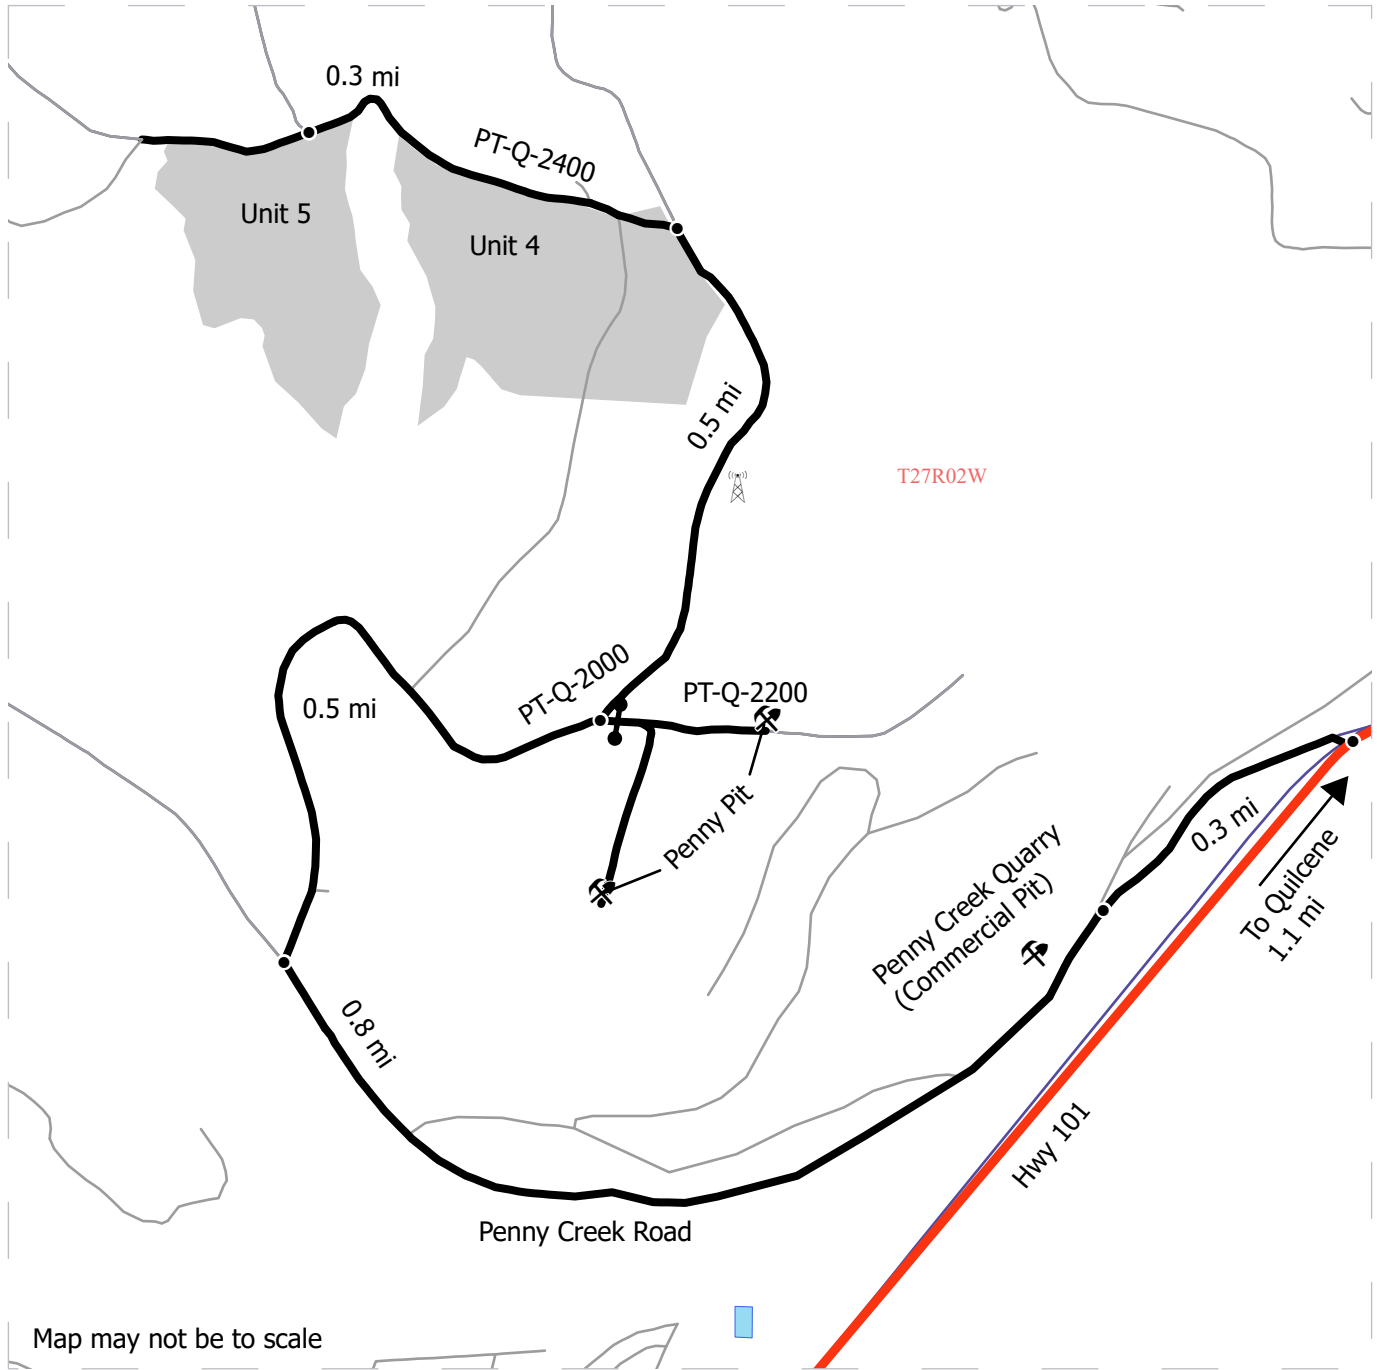 0.3 mi
PT-Q-2400
Unit 5
Unit 4
0.5 mi
T27R02W
PT-Q-2000
PT-Q-2200
0.5 mi
Penny Pit
0.3 mi
Penny Creek Quarry
(Commercial Pit)
To Quilcene
1.1 mi
0.8 mi
Hwy 101
Penny Creek Road
Map may not be to scale